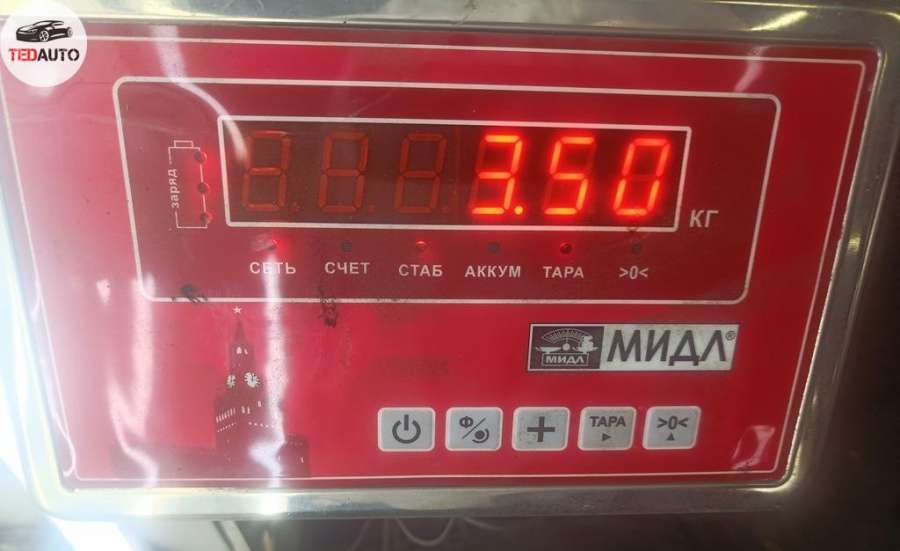 TEDAUTO
заряд
3.50
КГ
СЕТЬ СЧЕТ СТАБ АККУМ ТАРА >0<
МИДЛ МИДЛ®
Ф/ + ТАРА >0<